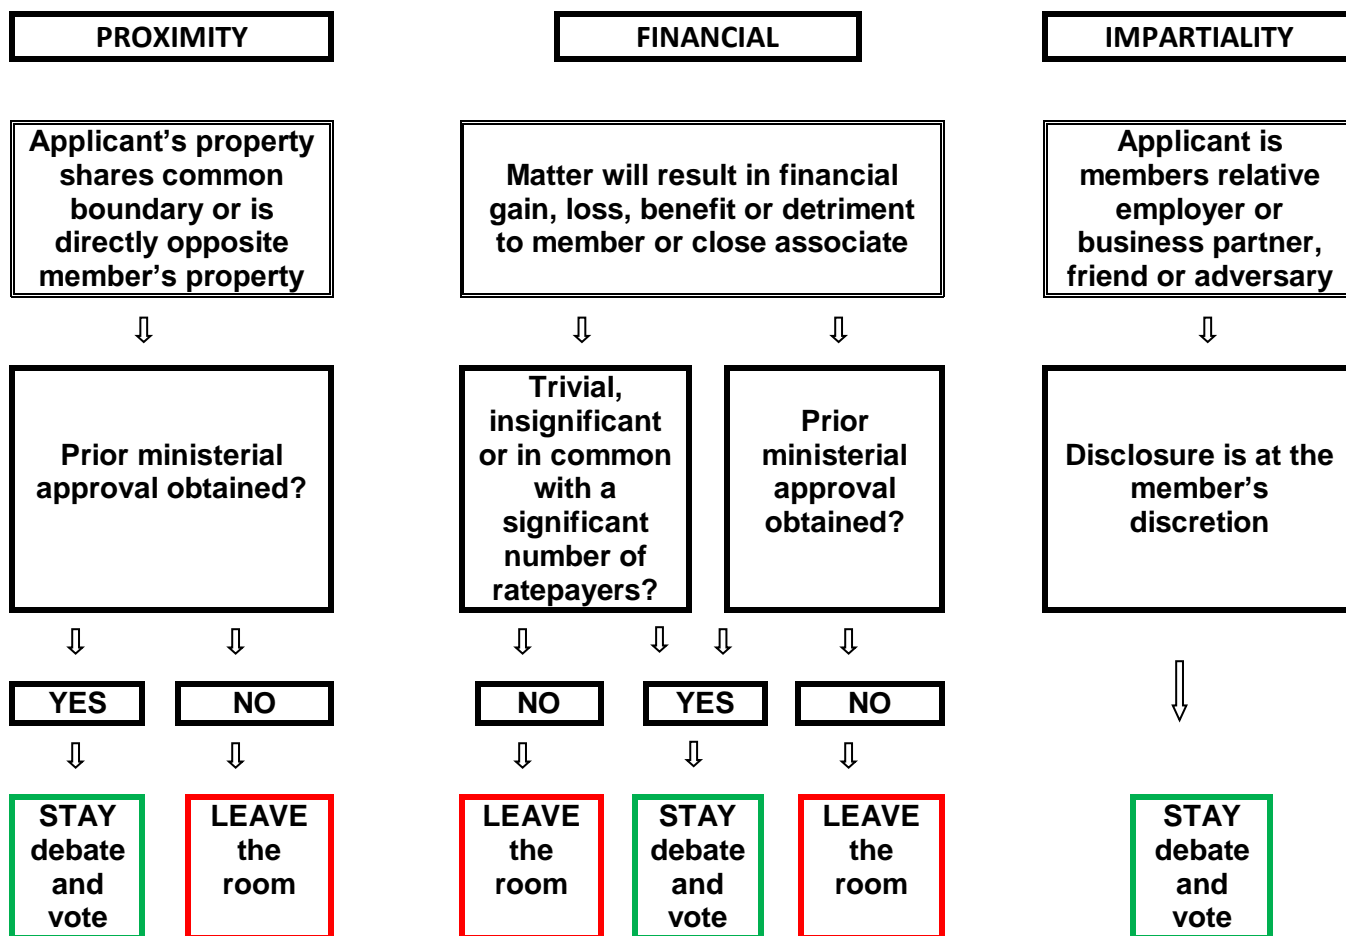 PROXIMITY
FINANCIAL
IMPARTIALITY
Applicant’s property
shares common
boundary or is
directly opposite
member’s property
Matter will result in financial
gain, loss, benefit or detriment
to member or close associate
Applicant is
members relative
employer or
business partner,
friend or adversary
Prior ministerial
approval obtained?
Trivial,
insignificant
or in common
with a
significant
number of
ratepayers?
Prior
ministerial
approval
obtained?
Disclosure is at the
member’s
discretion
YES
NO
NO
YES
NO
STAY
debate
and
vote
LEAVE
the
room
LEAVE
the
room
STAY
debate
and
vote
LEAVE
the
room
STAY
debate
and
vote